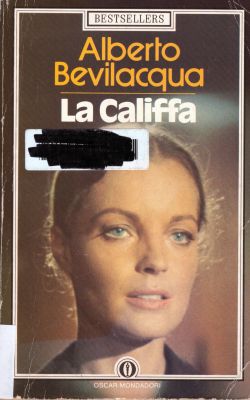 BESTSELLERS
Alberto
Bevilacqua
La Califfa
OSCAR MONDADORI